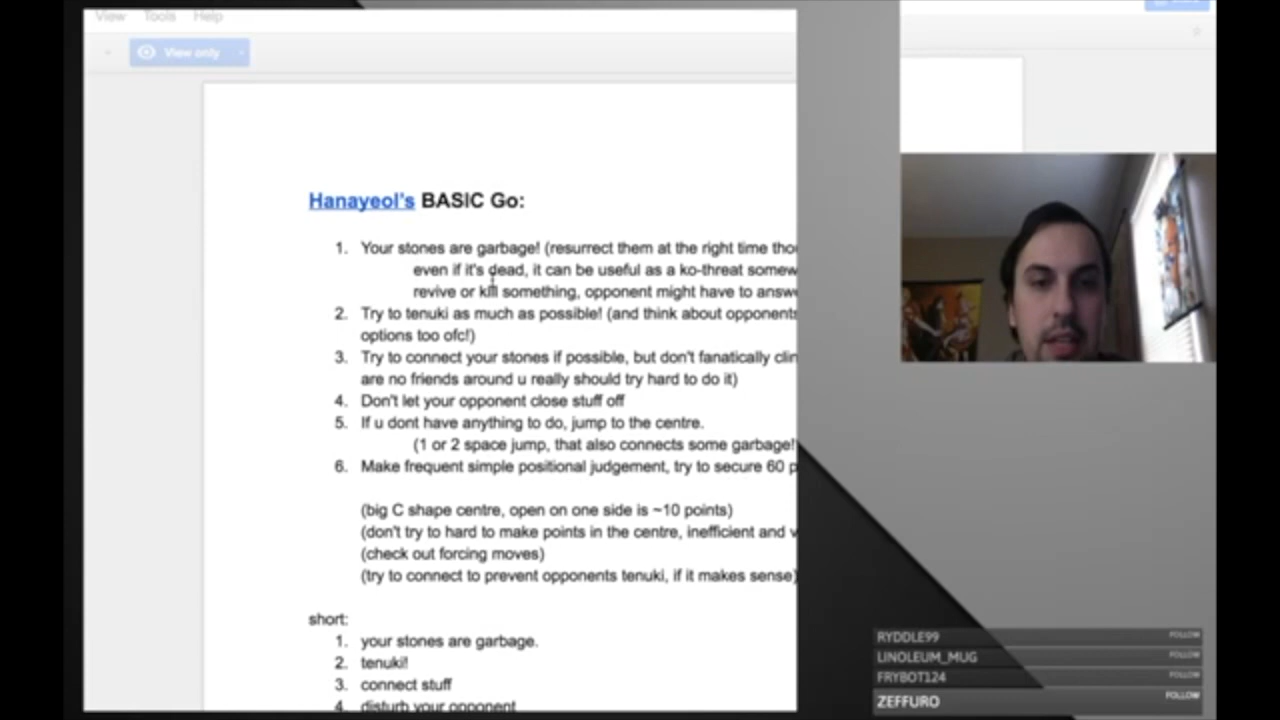 View Tools Help
View only
Hanayeol's BASIC Go:
1. Your stones are garbage! (resurrect them at the right time
even if it's dead, it can be useful as a ko-threat
revive or kill something, opponent might have to
2. Try to tenuki as much as possible! (and think about opponents
options too ofc!)
3. Try to connect your stones if possible, but don't fanatically
are no friends around u really should try hard to do it)
4. Don't let your opponent close stuff off
5. If u dont have anything to do, jump to the centre.
(1 or 2 space jump, that also connects some garbage!
6. Make frequent simple positional judgement, try to secure 60
(big C shape centre, open on one side is ~10 points)
(don't try to hard to make points in the centre, inefficient and
(check out forcing moves)
(try to connect to prevent opponents tenuki, if it makes sense)
short:
1. your stones are garbage.
2. tenuki!
3. connect stuff
4. disturb your opponent
RYDDLE99 FOLLOW
LINOLEUM_MUG FOLLOW
FRYBOT124 FOLLOW
ZEFFURO FOLLOW